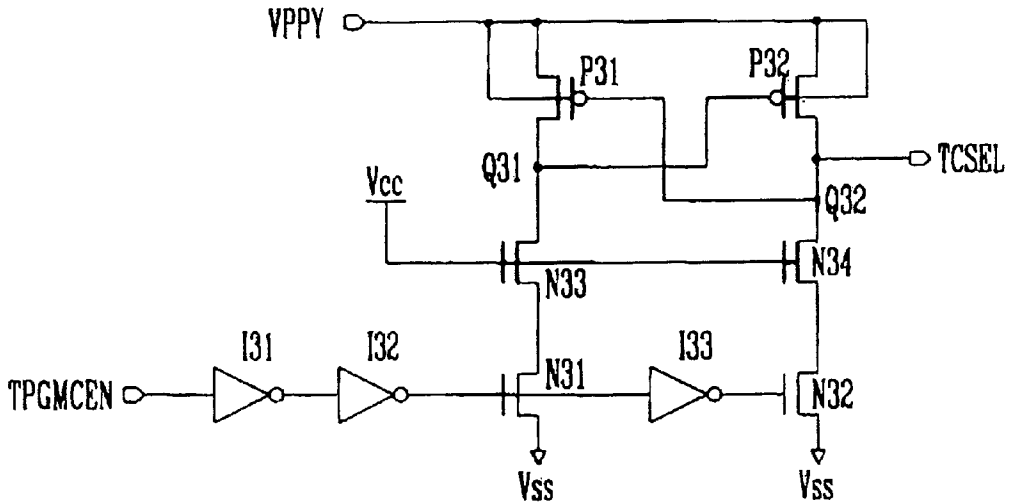 VPPY
P31
P32
Q31
TCSEL
Vcc
Q32
N33
N34
I31
I32
N31
I33
TPGMCEN
N32
Vss
Vss